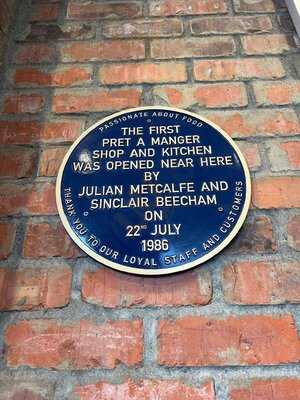 PASSIONATE ABOUT FOOD
THE FIRST
PRET A MANGER
SHOP AND KITCHEN
WAS OPENED NEAR HERE
BY
JULIAN METCALFE AND
SINCLAIR BEECHAM
ON
22ND JULY
1986
THANK YOU TO OUR LOYAL STAFF AND CUSTOMERS